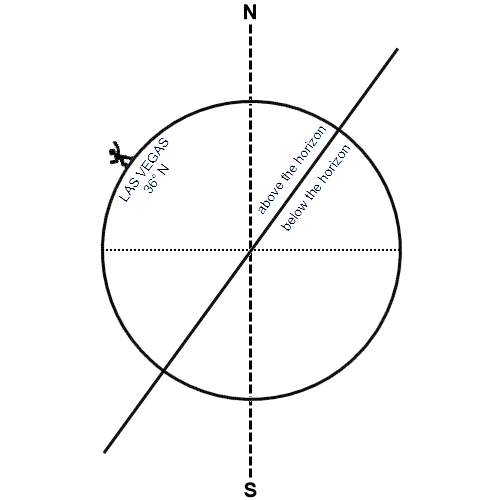 N
LAS VEGAS
36° N
above the horizon
below the horizon
S